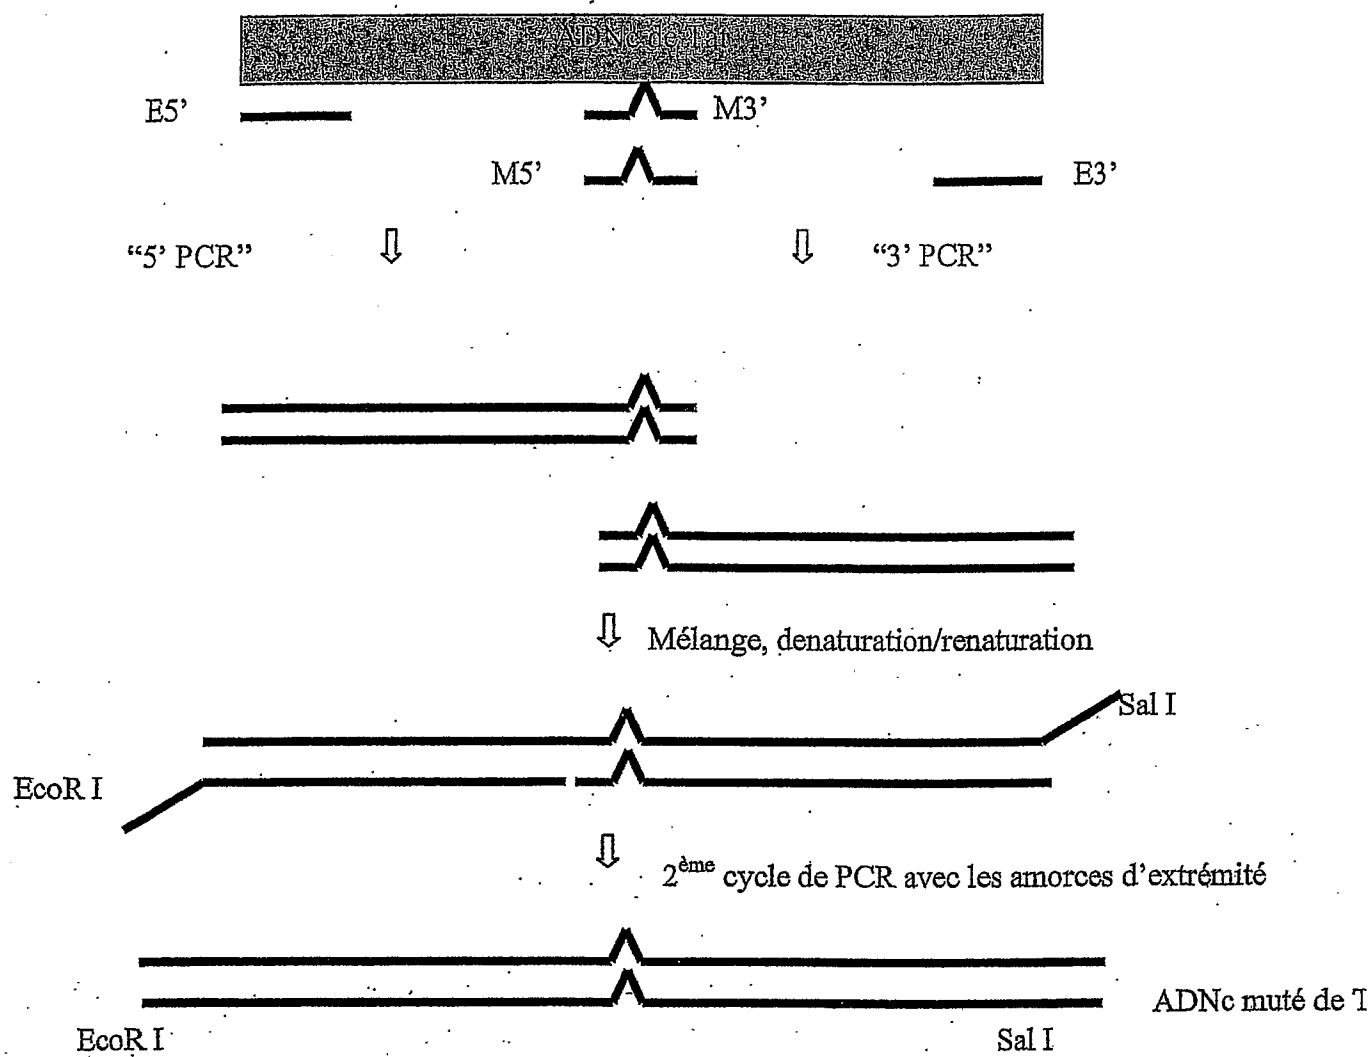 ADNc de Tat
E5'
M3'
M5'
E3'
“5’ PCR”
“3’ PCR”
Mélange, denaturation/renaturation
Sal I
EcoR I
2ème cycle de PCR avec les amorces d’extrémité
ADNc muté de T
EcoR I
Sal I